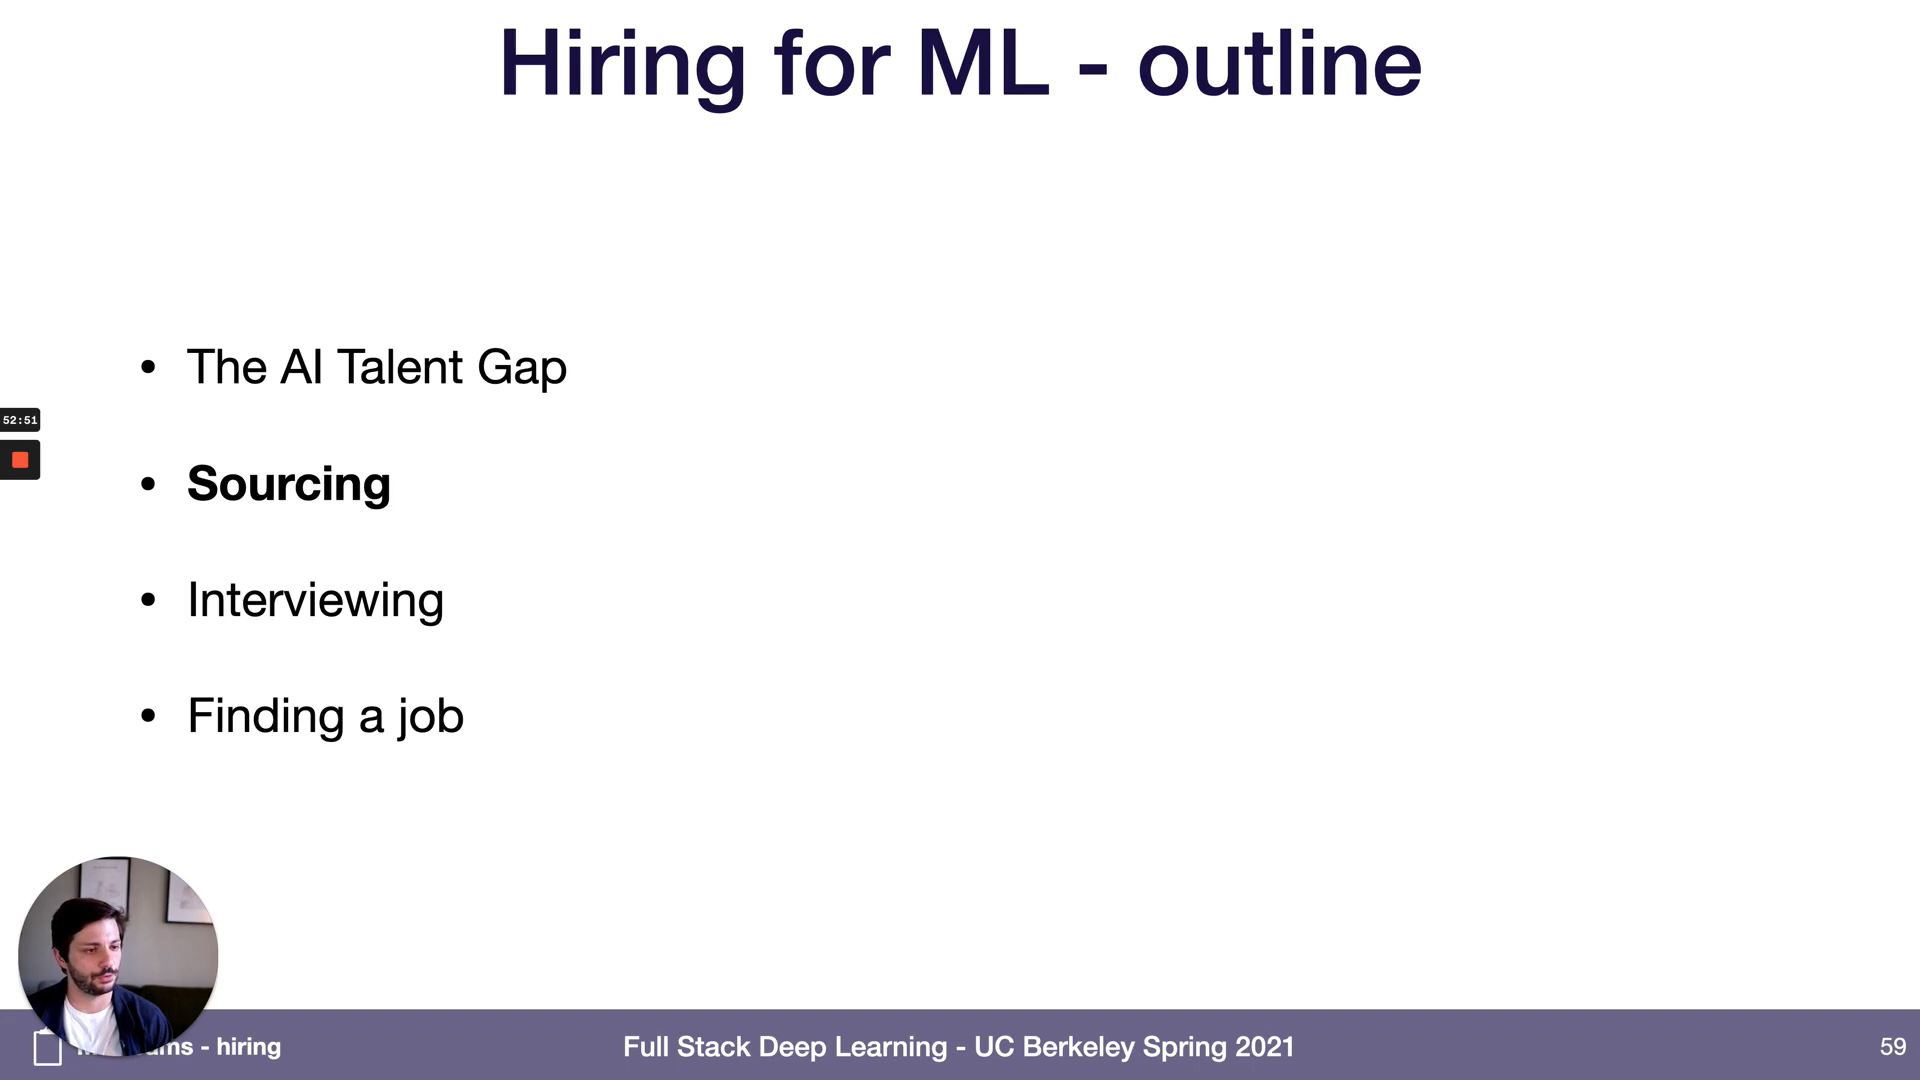 Hiring for ML - outline
• The AI Talent Gap
52:51
• Sourcing
• Interviewing
• Finding a job
- hiring
Full Stack Deep Learning - UC Berkeley Spring 2021
59